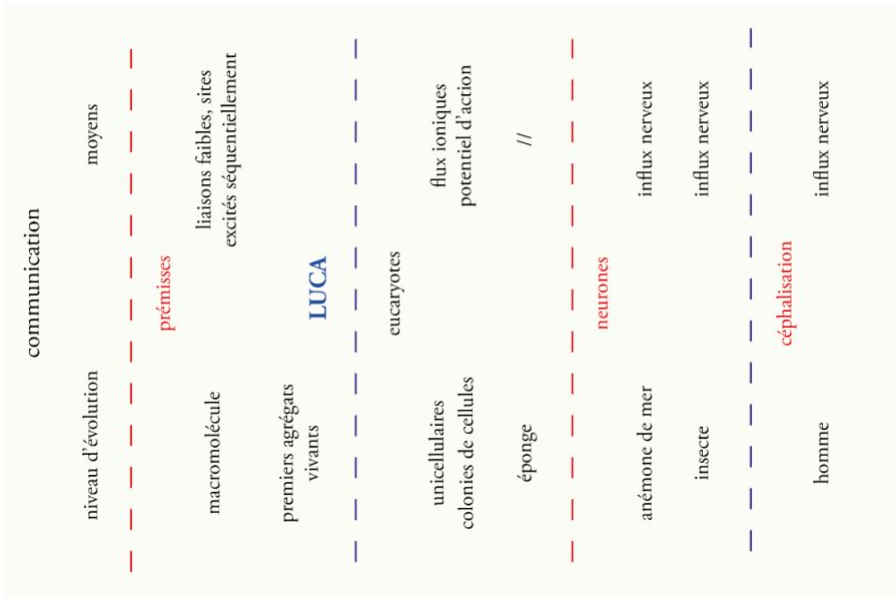 communication
niveau d'évolution moyens
prémisses
macromolécule liaisons faibles, sites
excités séquentiellement
premiers agrégats
vivants
LUCA
eucaryotes
unicellulaires flux ioniques
colonies de cellules potentiel d'action
éponge //
neurones
anémone de mer influx nerveux
insecte influx nerveux
céphalisation
homme influx nerveux